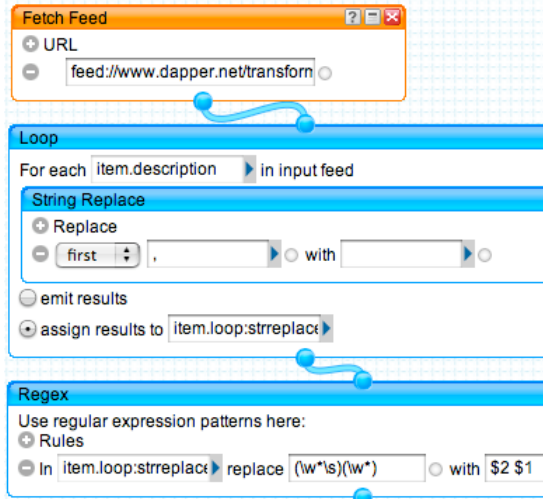 Fetch Feed
URL
feed://www.dapper.net/transform
Loop
For each item.description in input feed
String Replace
Replace
first , with
emit results
assign results to item.loop:strreplace
Regex
Use regular expression patterns here:
Rules
In item.loop:strreplace replace (\w*\s)(\w*) with $2 $1